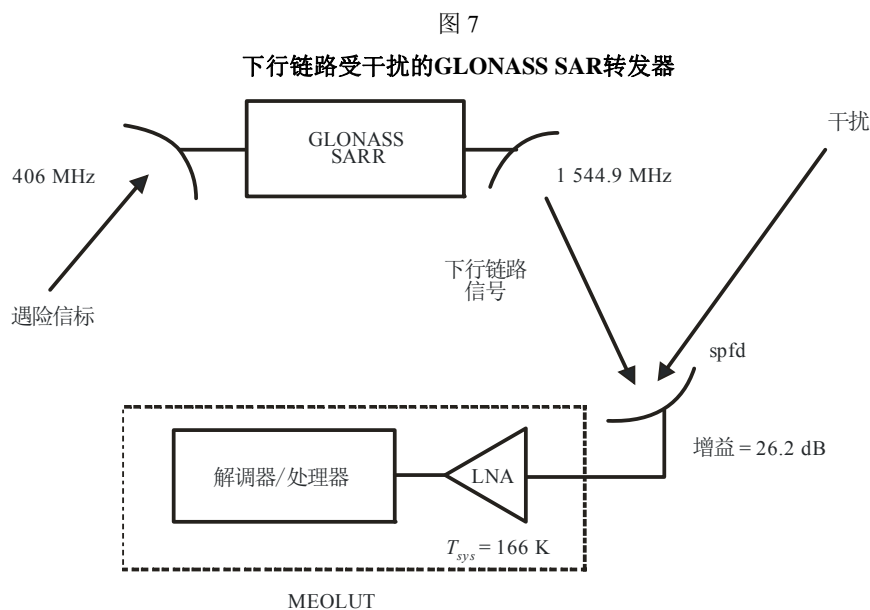 图 7
下行链路受干扰的GLONASS SAR转发器
干扰
GLONASS
SARR
406 MHz
1 544.9 MHz
下行链路
信号
遇险信标
spfd
增益 = 26.2 dB
解调器/处理器
LNA
Tsys = 166 K
MEOLUT